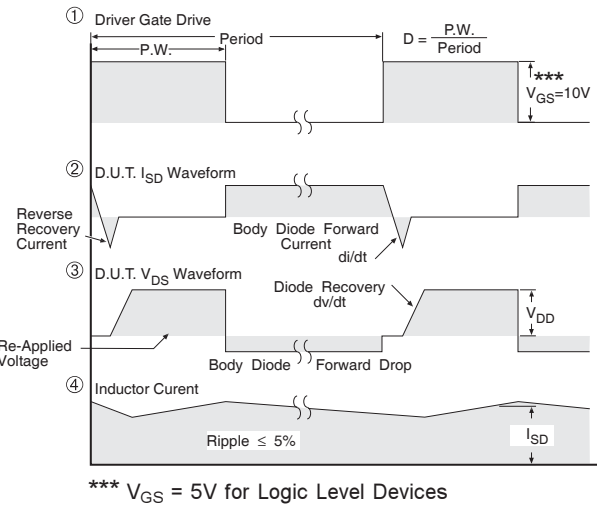 ① Driver Gate Drive
P.W.
Period
D = P.W.
Period
***
V_GS=10V
② D.U.T. I_SD Waveform
Reverse
Recovery
Current
Body Diode Forward
Current
di/dt
③ D.U.T. V_DS Waveform
Diode Recovery
dv/dt
V_DD
Re-Applied
Voltage
Body Diode Forward Drop
④ Inductor Curent
Ripple ≤ 5%
I_SD
*** V_GS = 5V for Logic Level Devices